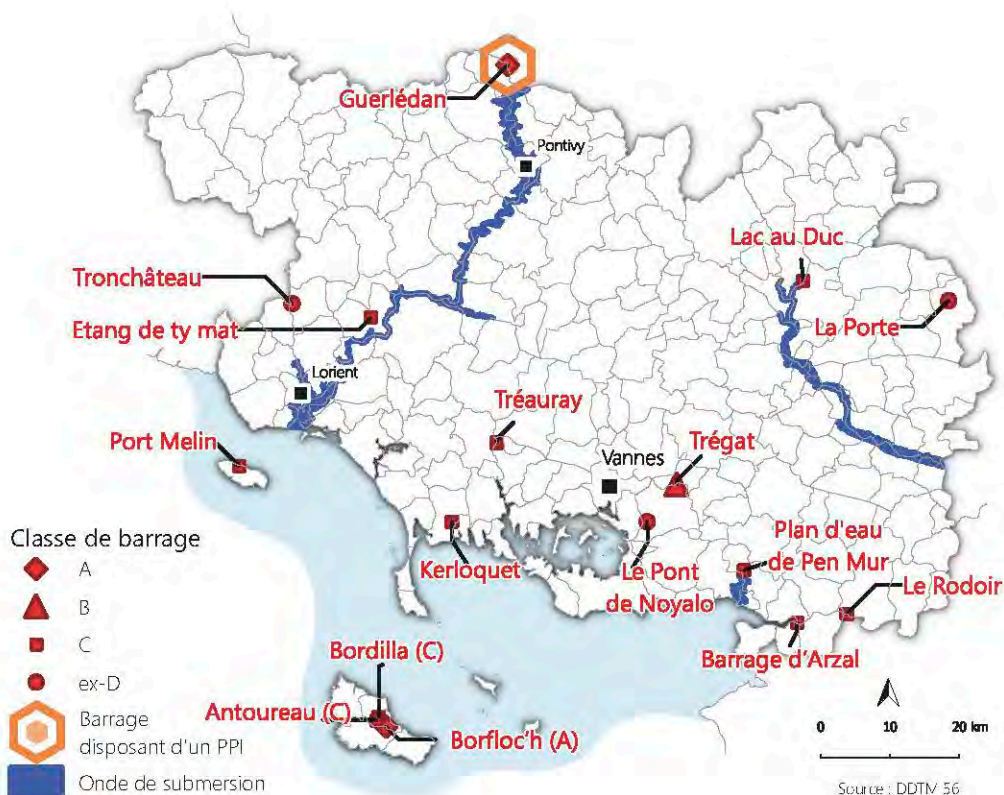 Guerlédan
Pontivy
Lac au Duc
Tronchâteau
Etang de ty mat
La Porte
Lorient
Tréauray
Port Melin
Vannes
Trégat
Classe de barrage
A
B
C
ex-D
Barrage
disposant d'un PPI
Onde de submersion
Kerloquet
Le Pont
de Noyalo
Plan d'eau
de Pen Mur
Le Rodoir
Barrage d'Arzal
Bordilla (C)
Antoureau (C)
Borfloc'h (A)
0 10 20 km
Source : DDTM 56